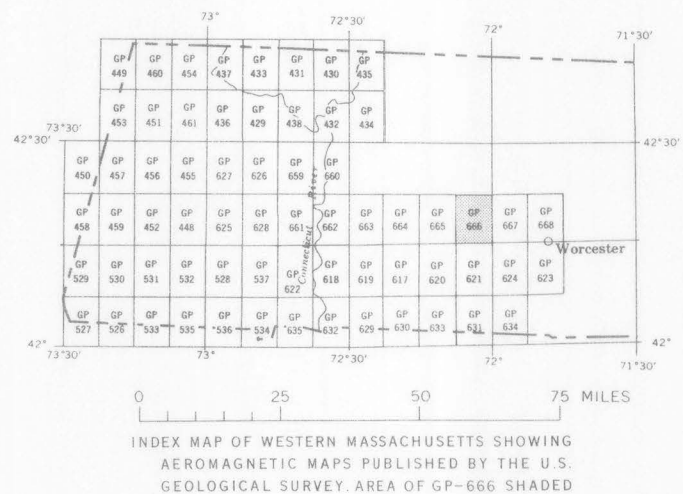 73° 72°30' 72° 71°30'
GP 449 GP 460 GP 454 GP 437 GP 433 GP 431 GP 430 GP 435
GP 453 GP 451 GP 461 GP 436 GP 429 GP 438 GP 432 GP 434
73°30'
42°30' 42°30'
GP 450 GP 457 GP 456 GP 455 GP 627 GP 626 GP 659 GP 660
GP 458 GP 459 GP 452 GP 448 GP 625 GP 628 GP 661 GP 662 GP 663 GP 664 GP 665 GP 666 GP 667 GP 668
Connecticut River
Worcester
GP 529 GP 530 GP 531 GP 532 GP 528 GP 537 GP 622 GP 618 GP 619 GP 617 GP 620 GP 621 GP 624 GP 623
GP 527 GP 526 GP 533 GP 535 GP 536 GP 534 GP 635 GP 632 GP 629 GP 630 GP 633 GP 631 GP 634
42° 42°
73°30' 73° 72°30' 72° 71°30'
0 25 50 75 MILES
INDEX MAP OF WESTERN MASSACHUSETTS SHOWING
AEROMAGNETIC MAPS PUBLISHED BY THE U.S.
GEOLOGICAL SURVEY. AREA OF GP-666 SHADED